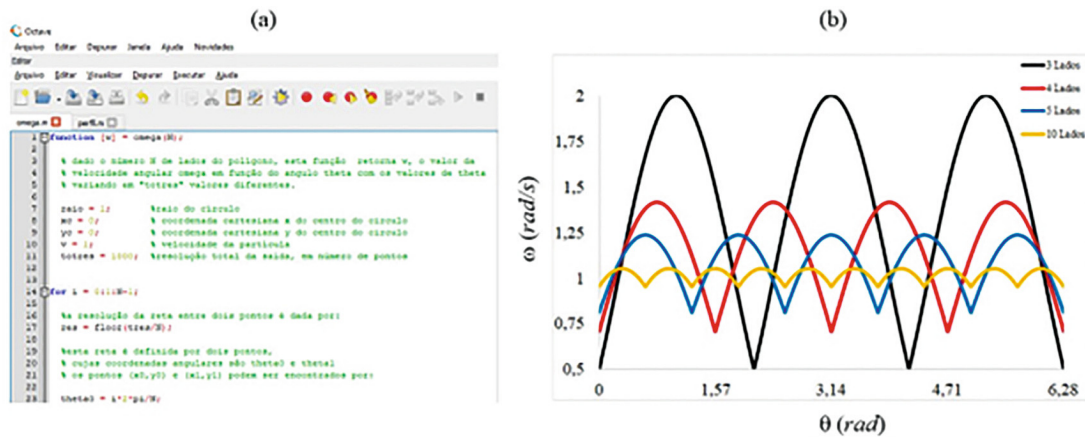 (a)
Octave
Arquivo Editar Depurar Janela Ajuda Novidades
Editor
Arquivo Editar Visualizar Depurar Executar Ajuda
omega.m perfil.m
1 function [w] = omega(N);
2
3 % dado o número N de lados do polígono, esta função retorna w, o valor da
4 % velocidade angular omega em função do angulo theta com os valores de theta
5 % variando em "totres" valores diferentes.
6
7 raio = 1; %raio do círculo
8 xc = 0; % coordenada cartesiana x do centro do círculo
9 yc = 0; % coordenada cartesiana y do centro do círculo
10 v = 1; % velocidade da partícula
11 totres = 1000; %resolução total da saída, em número de pontos
12
13
14 for i = 0:1:N-1;
15
16 %a resolução da reta entre dois pontos é dada por:
17 res = floor(tres/N);
18
19 %esta reta é definida por dois pontos,
20 % cujas coordenadas angulares são theta0 e theta1
21 % os pontos (x0,y0) e (x1,y1) podem ser encontrados por:
22
23 theta0 = i*2*pi/N;
(b)
3 Lados
4 Lados
5 Lados
10 Lados
ω (rad/s)
2
1,75
1,5
1,25
1
0,75
0,5
0 1,57 3,14 4,71 6,28
θ (rad)